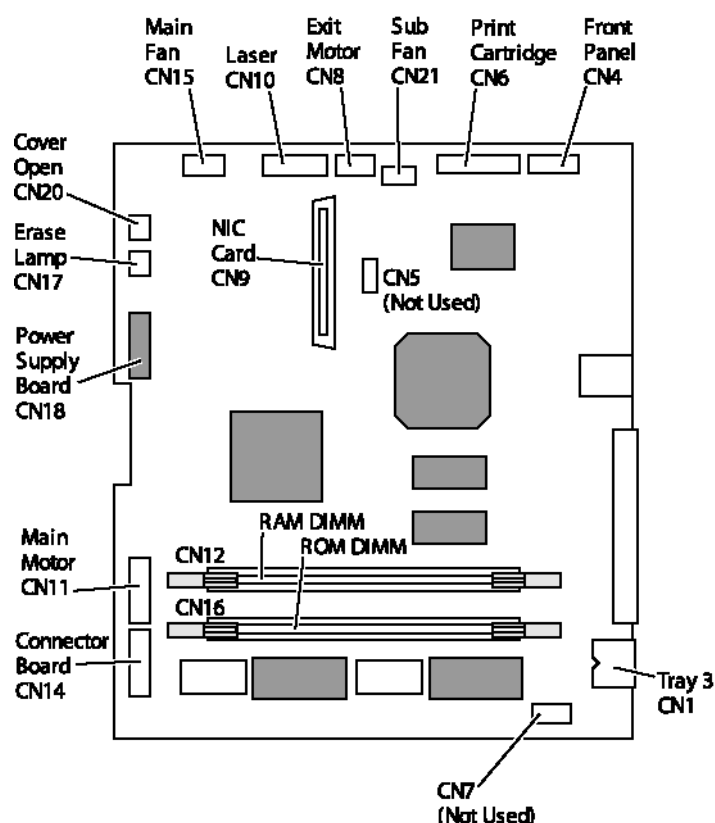 Main
Fan
CN15
Laser
CN10
Exit
Motor
CN8
Sub
Fan
CN21
Print
Cartridge
CN6
Front
Panel
CN4
Cover
Open
CN20
Erase
Lamp
CN17
NIC
Card
CN9
CN5
(Not Used)
Power
Supply
Board
CN18
RAM DIMM
ROM DIMM
Main
Motor
CN11
CN12
CN16
Connector
Board
CN14
Tray 3
CN1
CN7
(Not Used)